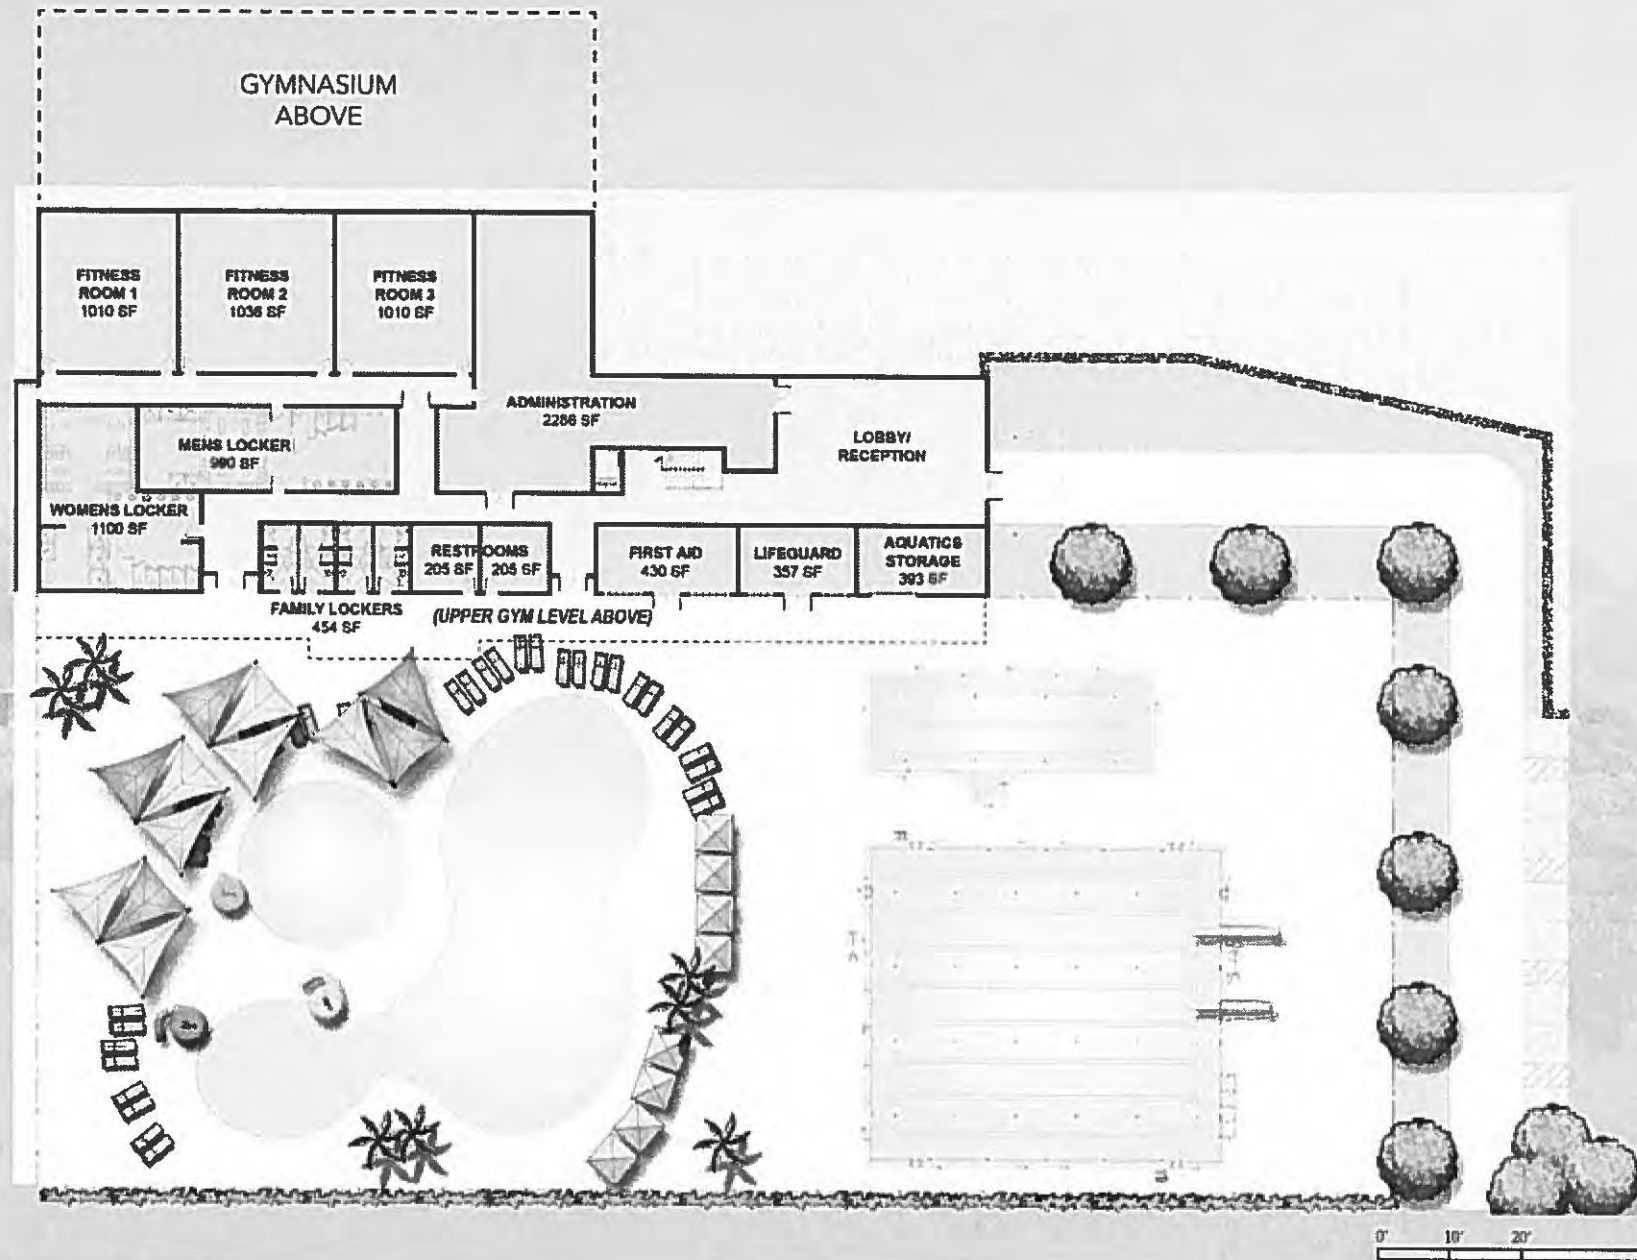 GYMNASIUM
ABOVE
FITNESS
ROOM 1
1010 SF
FITNESS
ROOM 2
1036 SF
FITNESS
ROOM 3
1010 SF
ADMINISTRATION
2286 SF
LOBBY/
RECEPTION
MENS LOCKER
990 SF
WOMENS LOCKER
1100 SF
RESTROOMS
205 SF 205 SF
FIRST AID
430 SF
LIFEGUARD
357 SF
AQUATICS
STORAGE
393 SF
FAMILY LOCKERS
454 SF
(UPPER GYM LEVEL ABOVE)
0' 10' 20'